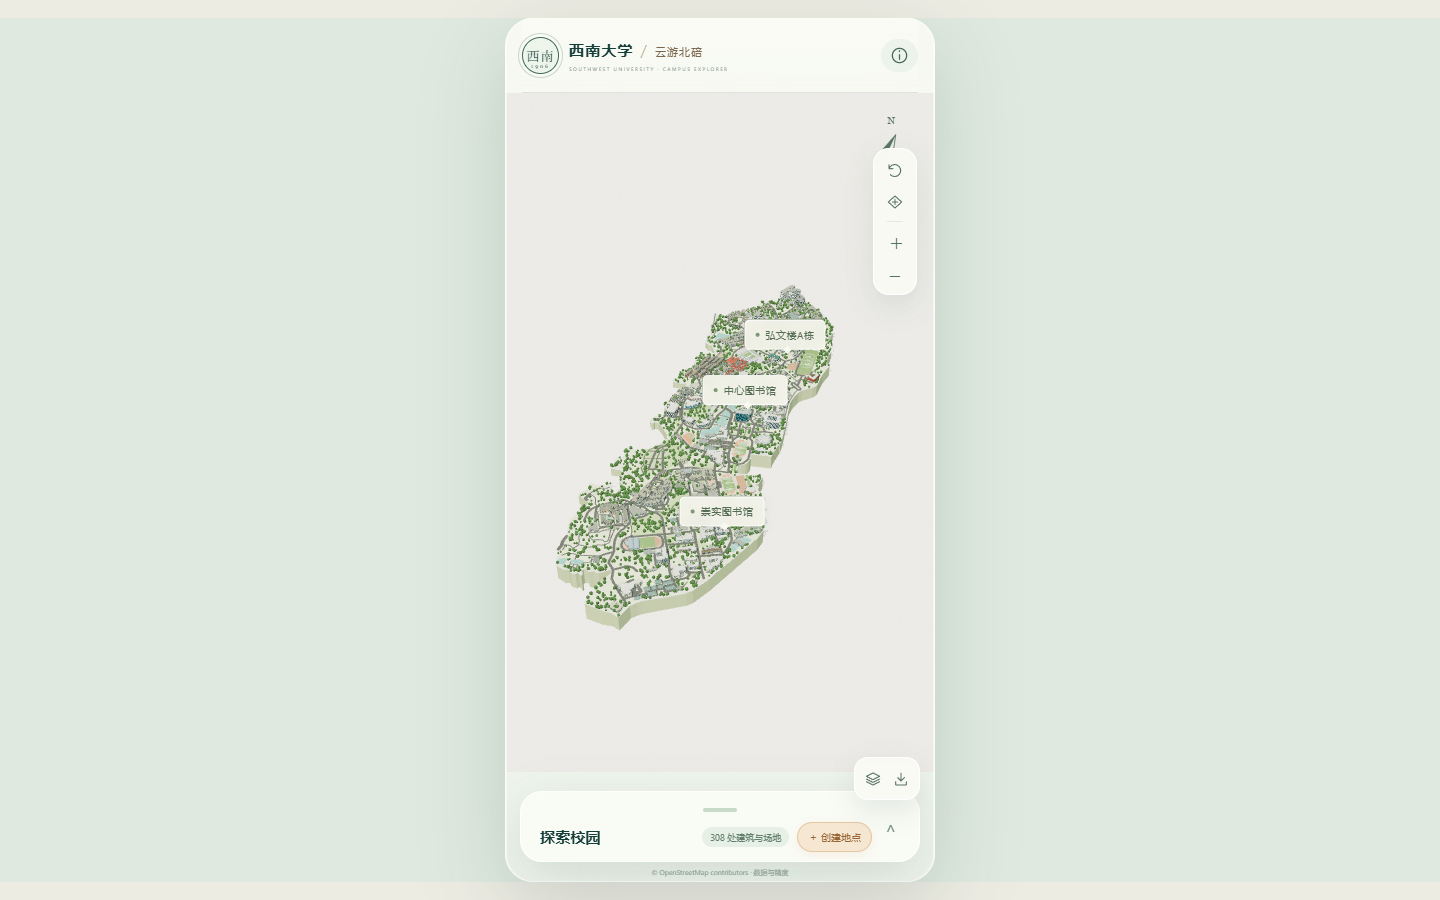 西南
1906
西南大学 / 云游北碚
SOUTHWEST UNIVERSITY · CAMPUS EXPLORER
N
弘文楼A栋
中心图书馆
崇实图书馆
探索校园
308 处建筑与场地
+ 创建地点
© OpenStreetMap contributors · 数据与精度